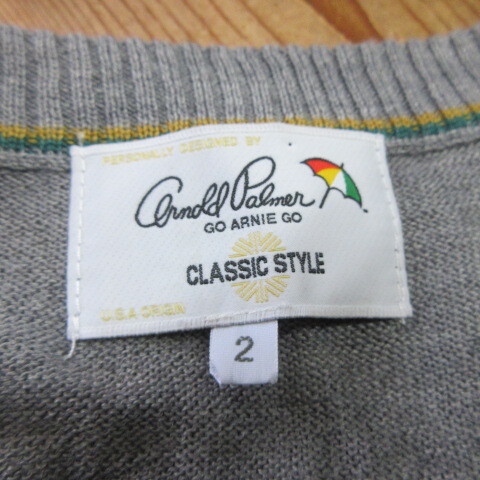 PERSONALLY DESIGNED BY
Arnold Palmer
GO ARNIE GO
CLASSIC STYLE
U.S.A ORIGIN
2